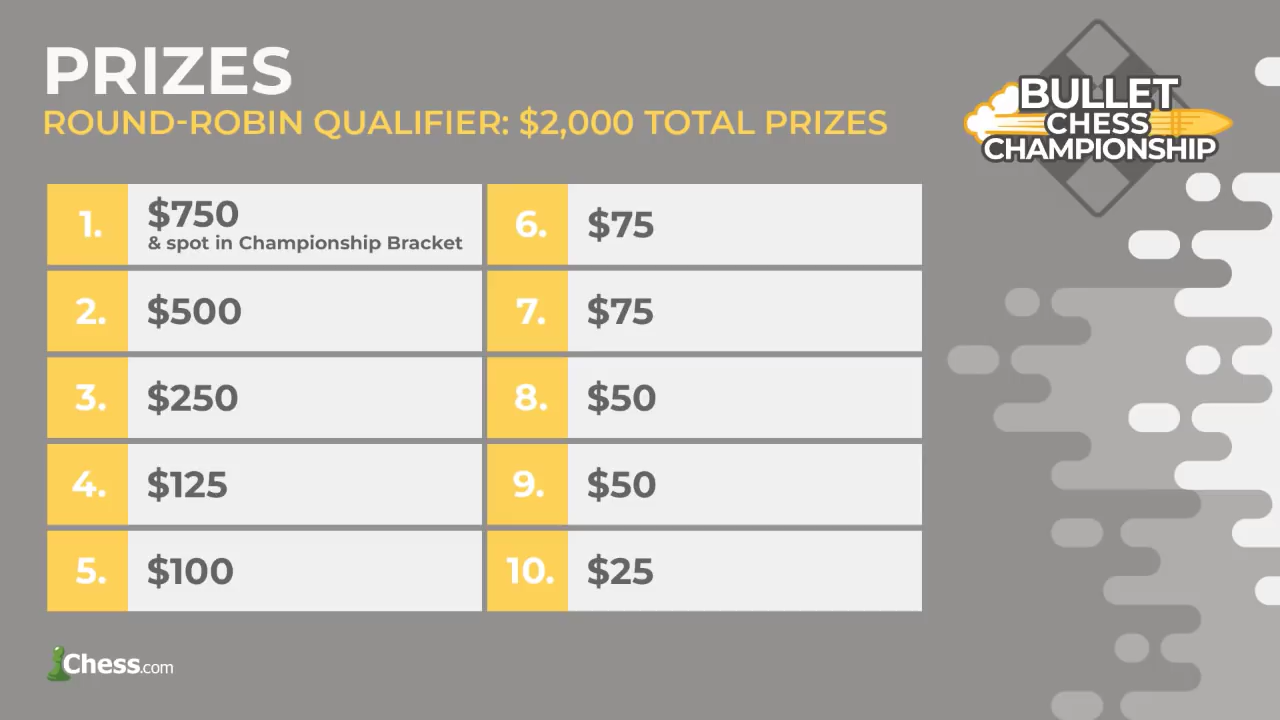 PRIZES
ROUND-ROBIN QUALIFIER: $2,000 TOTAL PRIZES
BULLET
CHESS
CHAMPIONSHIP
1.
$750
& spot in Championship Bracket
2.
$500
3.
$250
4.
$125
5.
$100
6.
$75
7.
$75
8.
$50
9.
$50
10.
$25
Chess.com